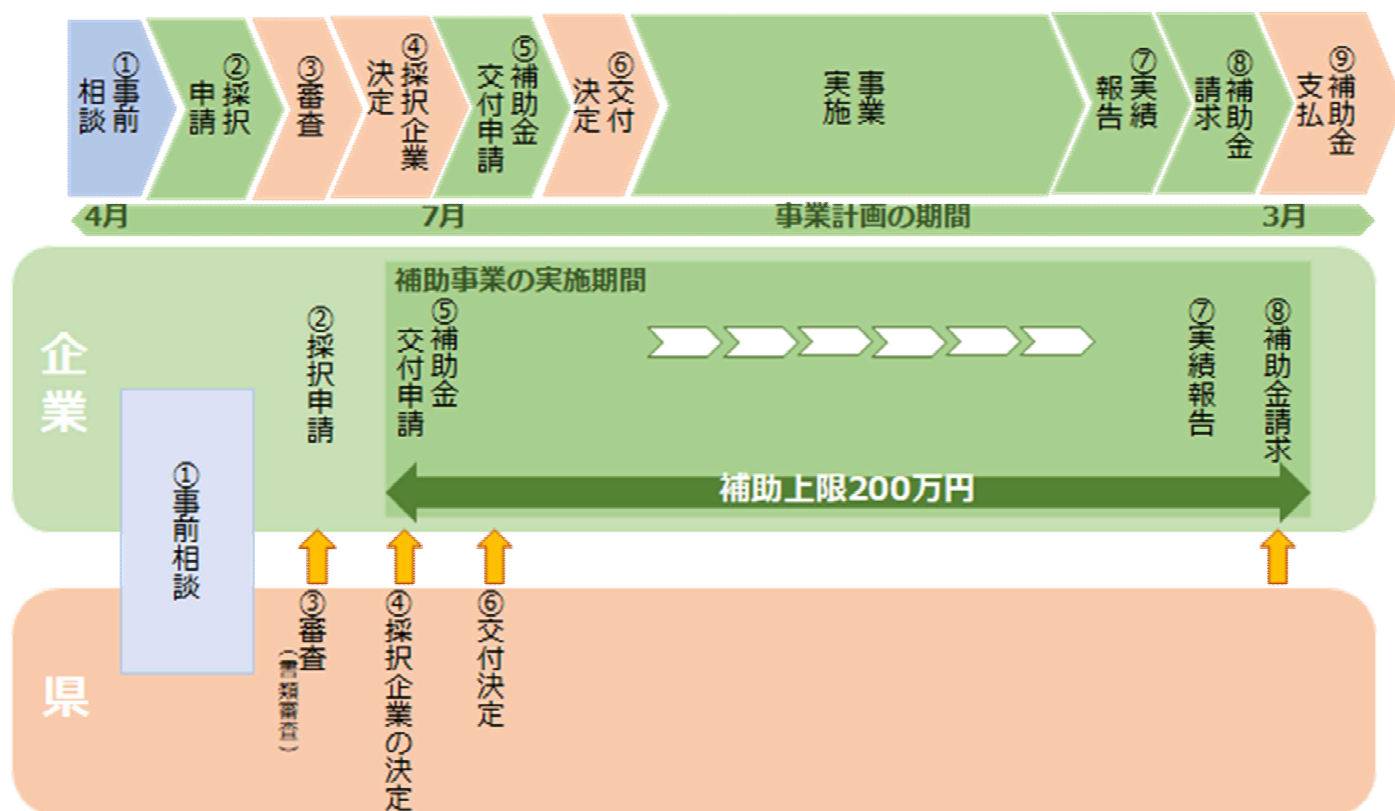 ①事前
相談
②採択
申請
③審査
④採択企業
決定
⑤補助金
交付申請
⑥交付
決定
事業
実施
⑦実績
報告
⑧補助金
請求
⑨補助金
支払
4月
7月
事業計画の期間
3月
企業
補助事業の実施期間
①事前相談
②採択申請
⑤補助金
交付申請
⑦実績報告
⑧補助金請求
補助上限200万円
県
③審査
（書類審査）
④採択企業の決定
⑥交付決定